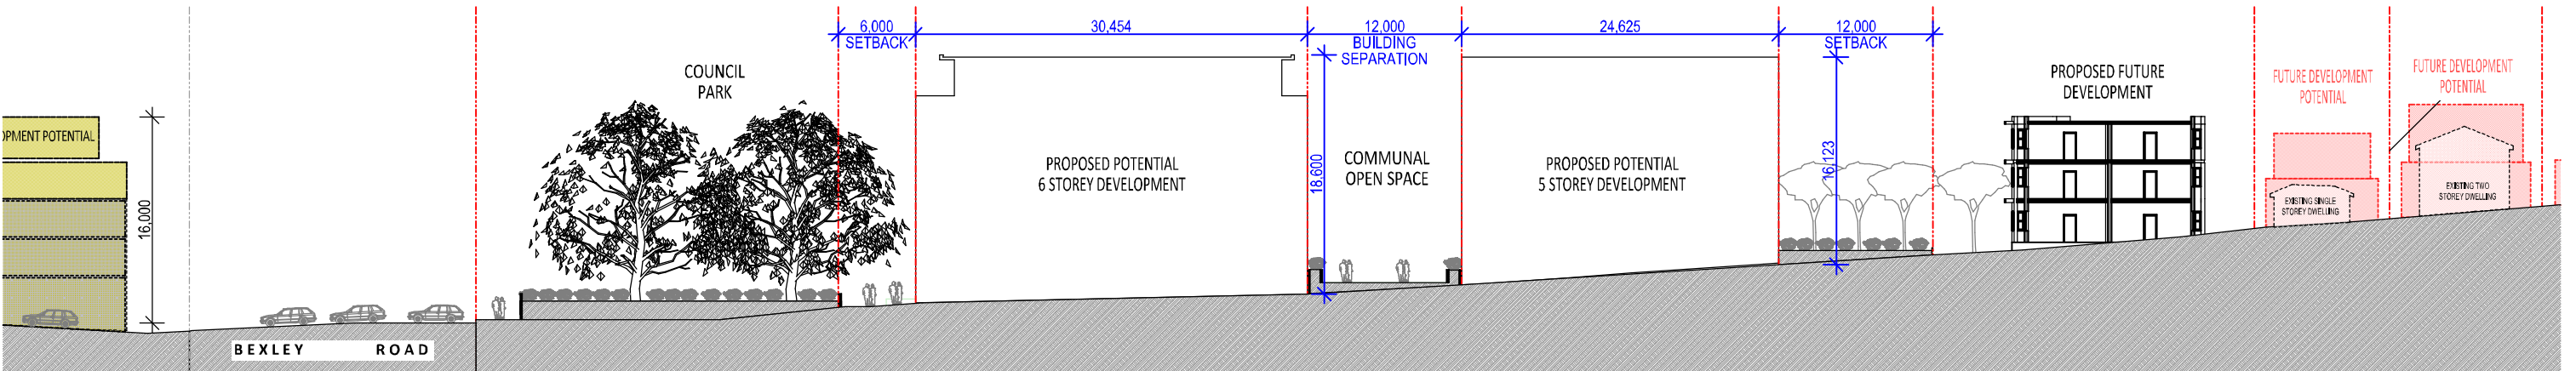 6,000
SETBACK
30,454
12,000
BUILDING
SEPARATION
24,625
12,000
SETBACK
COUNCIL
PARK
PROPOSED FUTURE
DEVELOPMENT
FUTURE DEVELOPMENT
POTENTIAL
FUTURE DEVELOPMENT
POTENTIAL
OPMENT POTENTIAL
16,000
PROPOSED POTENTIAL
6 STOREY DEVELOPMENT
18,600
COMMUNAL
OPEN SPACE
PROPOSED POTENTIAL
5 STOREY DEVELOPMENT
16,123
EXISTING SINGLE
STOREY DWELLING
EXISTING TWO
STOREY DWELLING
BEXLEY ROAD